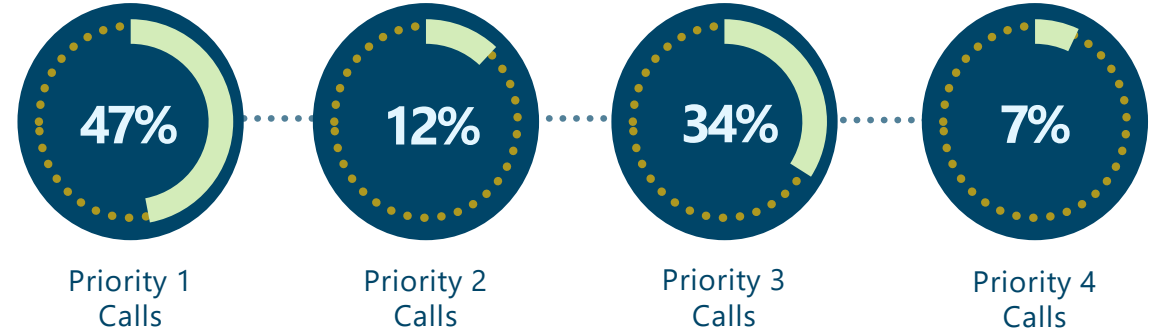 47%
12%
34%
7%
Priority 1
Calls
Priority 2
Calls
Priority 3
Calls
Priority 4
Calls